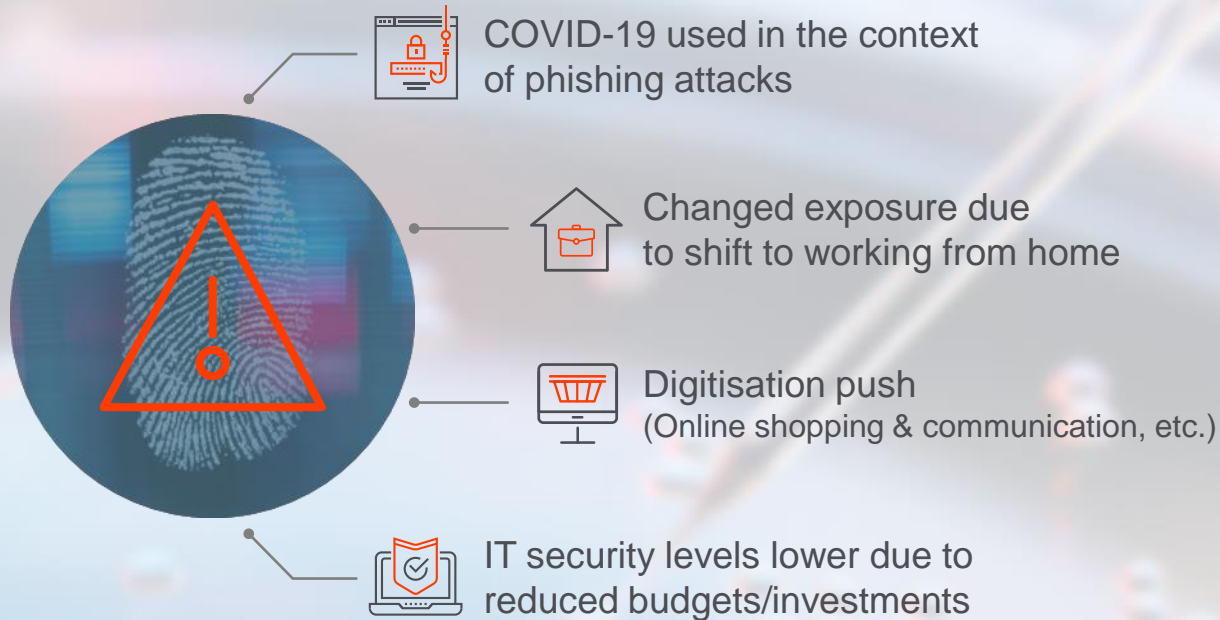 COVID-19 used in the context
of phishing attacks
Changed exposure due
to shift to working from home
Digitisation push
(Online shopping & communication, etc.)
IT security levels lower due to
reduced budgets/investments